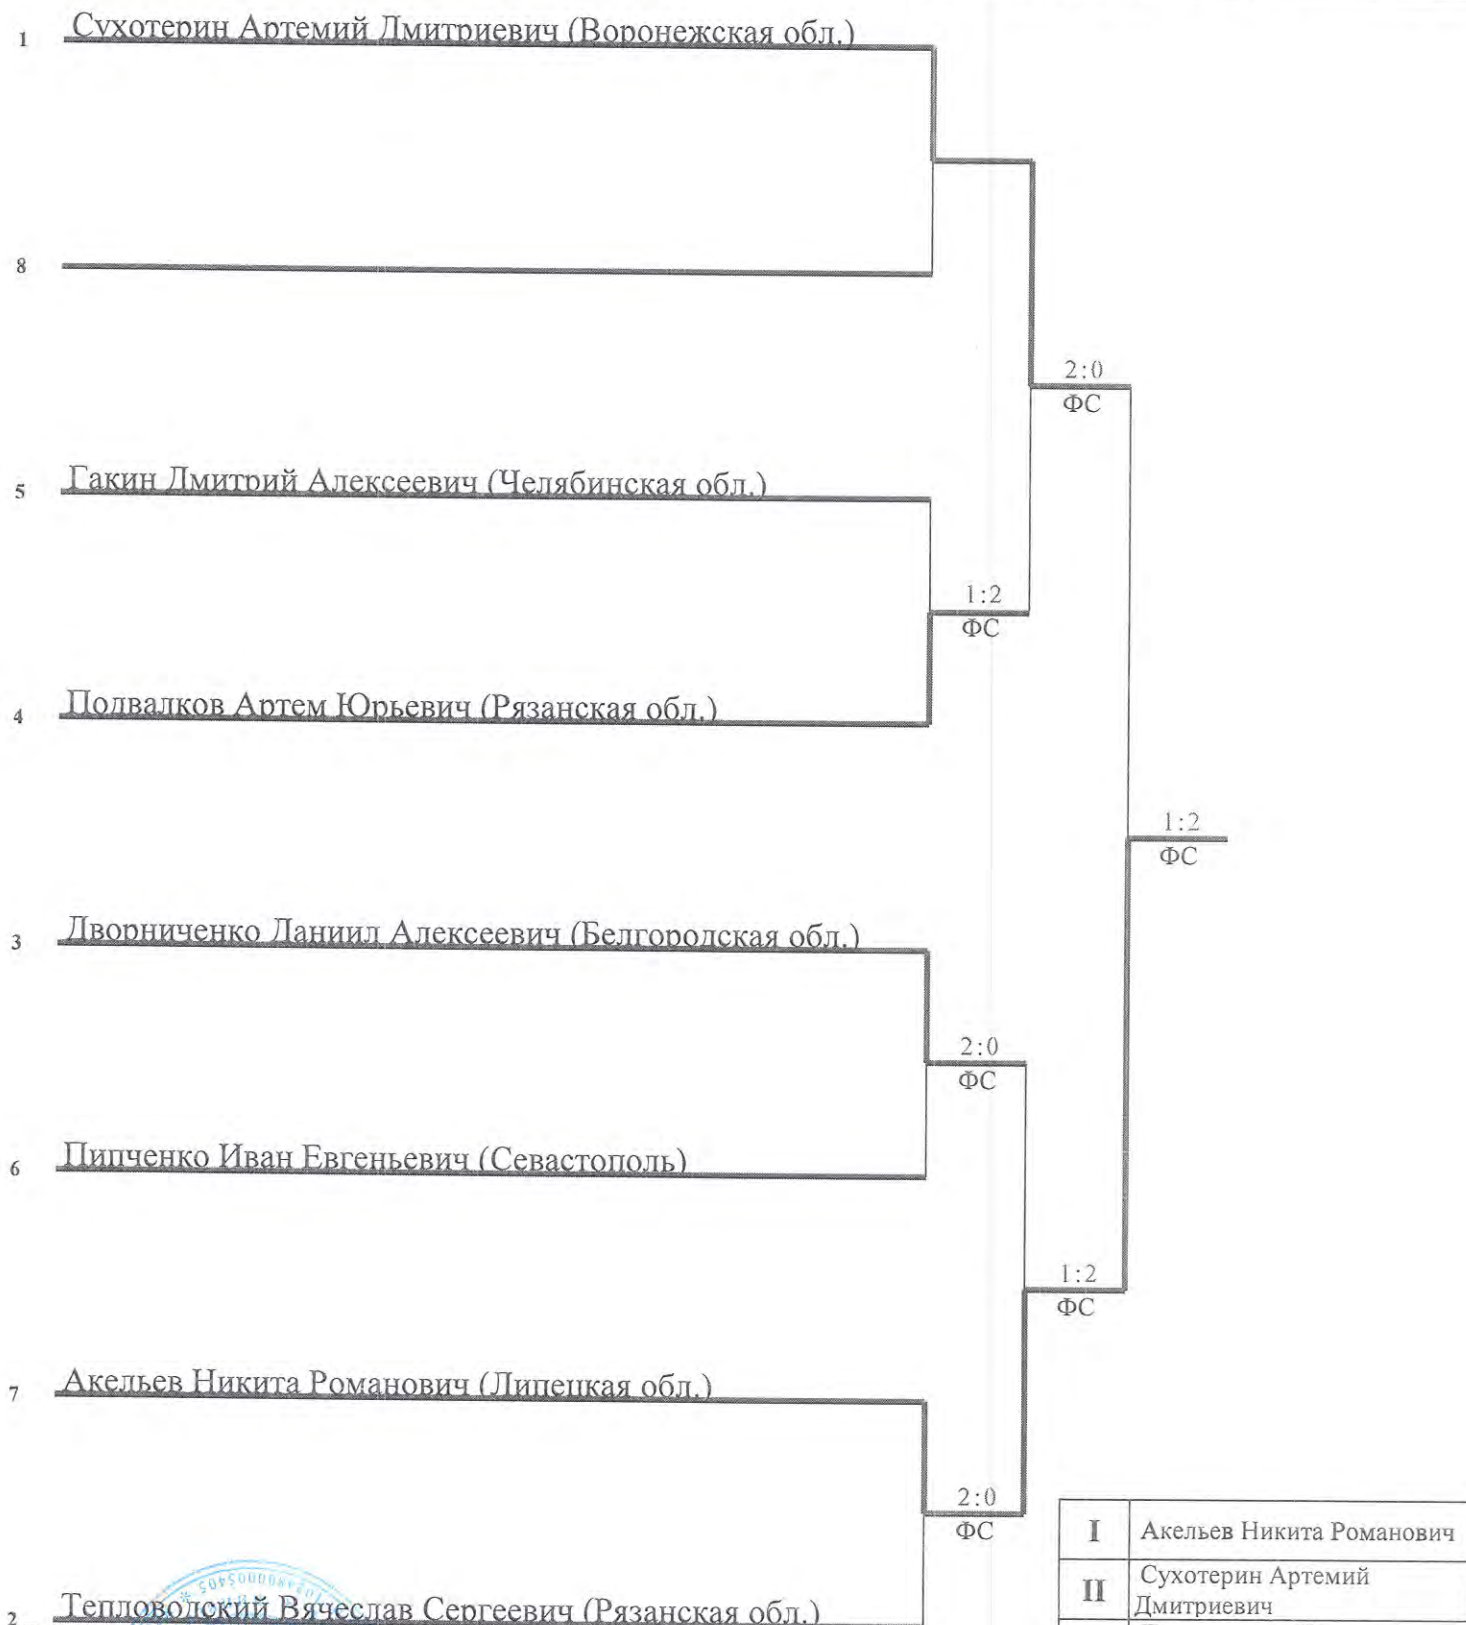 1 Сухотерин Артемий Дмитриевич (Воронежская обл.)
8
2:0
ФС
5 Гакин Дмитрий Алексеевич (Челябинская обл.)
1:2
ФС
4 Подвалков Артем Юрьевич (Рязанская обл.)
1:2
ФС
3 Дворниченко Даниил Алексеевич (Белгородская обл.)
2:0
ФС
6 Пипченко Иван Евгеньевич (Севастополь)
1:2
ФС
7 Акельев Никита Романович (Липецкая обл.)
2:0
ФС
I Акельев Никита Романович
II Сухотерин Артемий
Дмитриевич
2 Тепловодский Вячеслав Сергеевич (Рязанская обл.)